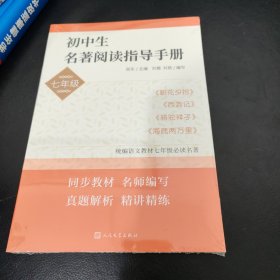 初中生
名著阅读指导手册
七年级
《朝花夕拾》
《西游记》
《骆驼祥子》
《海底两万里》
统编语文教材七年级必读名著
同步教材 名师编写
真题解析 精讲精练
人民文学出版社